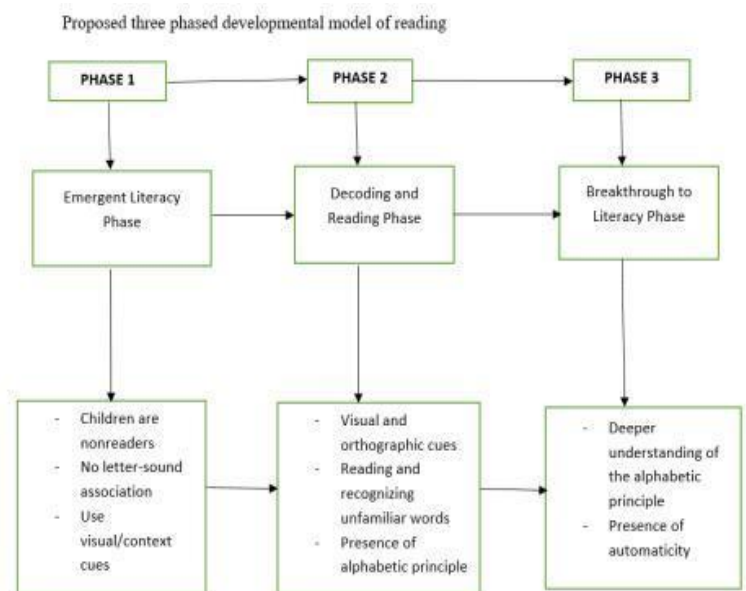 Proposed three phased developmental model of reading
PHASE 1
PHASE 2
PHASE 3
Emergent Literacy
Phase
Decoding and
Reading Phase
Breakthrough to
Literacy Phase
- Children are
nonreaders
- No letter-sound
association
- Use
visual/context
cues
- Visual and
orthographic cues
- Reading and
recognizing
unfamiliar words
- Presence of
alphabetic principle
- Deeper
understanding of
the alphabetic
principle
- Presence of
automaticity